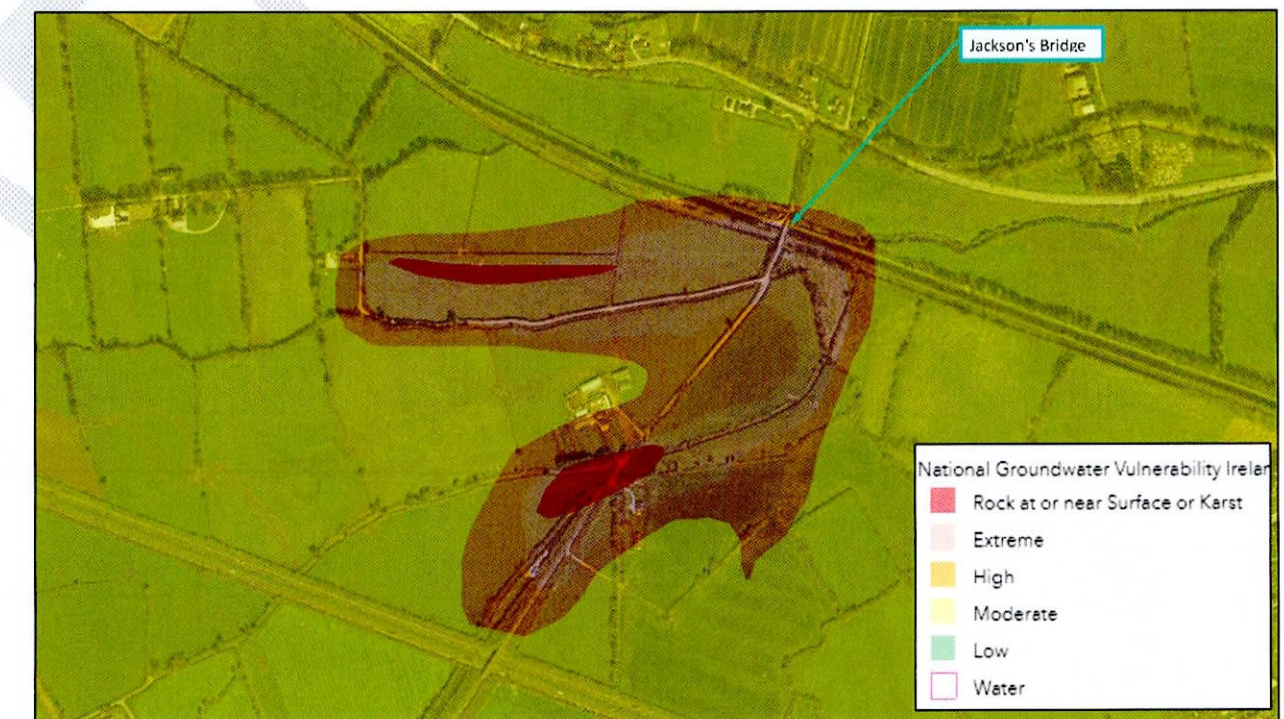 Jackson's Bridge
National Groundwater Vulnerability Irelan
Rock at or near Surface or Karst
Extreme
High
Moderate
Low
Water